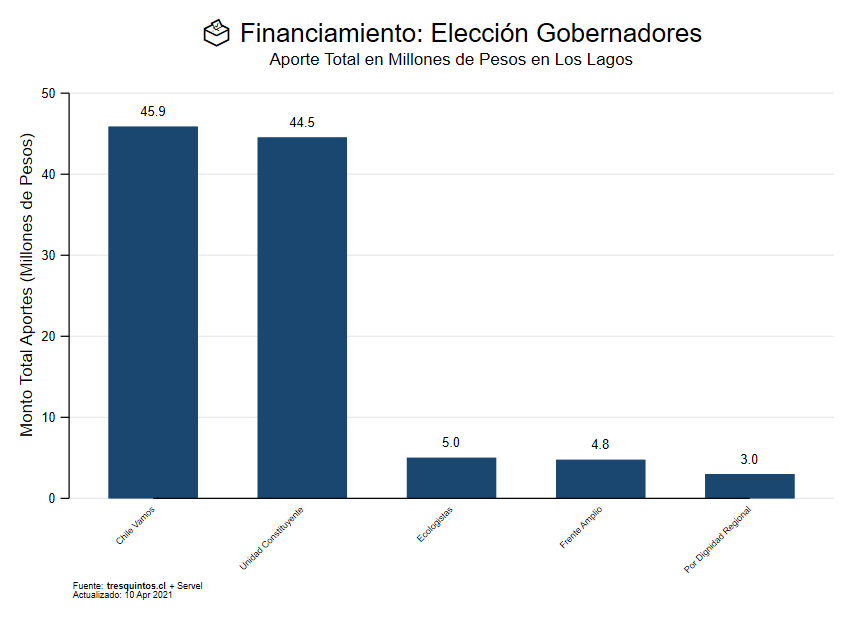 Financiamiento: Elección Gobernadores
Aporte Total en Millones de Pesos en Los Lagos
Monto Total Aportes (Millones de Pesos)
50
40
30
20
10
0
45.9
44.5
5.0
4.8
3.0
Chile Vamos
Unidad Constituyente
Ecologistas
Frente Amplio
Por Dignidad Regional
Fuente: tresquintos.cl + Servel
Actualizado: 10 Apr 2021